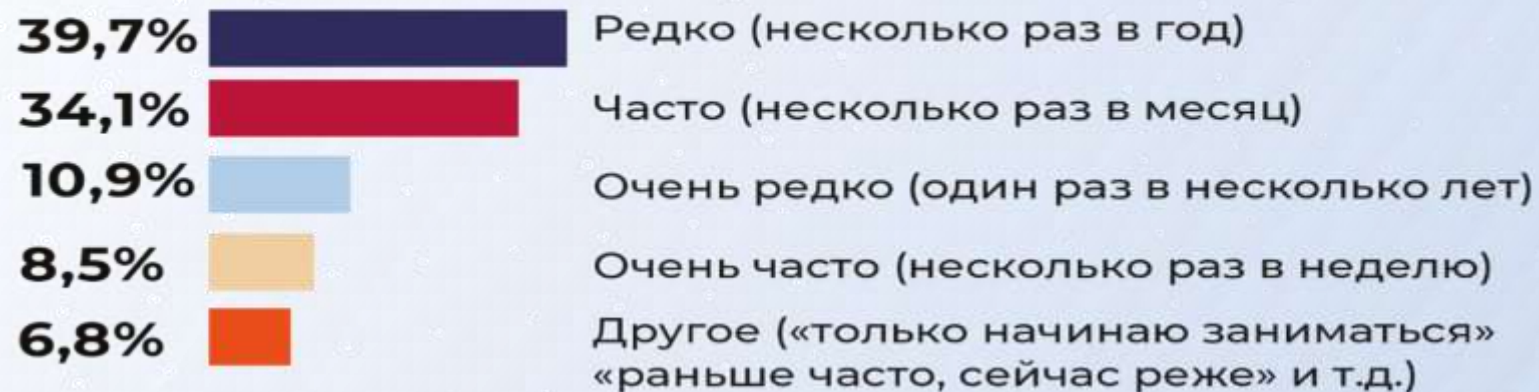 39,7% Редко (несколько раз в год)
34,1% Часто (несколько раз в месяц)
10,9% Очень редко (один раз в несколько лет)
8,5% Очень часто (несколько раз в неделю)
6,8% Другое («только начинаю заниматься»
«раньше часто, сейчас реже» и т.д.)